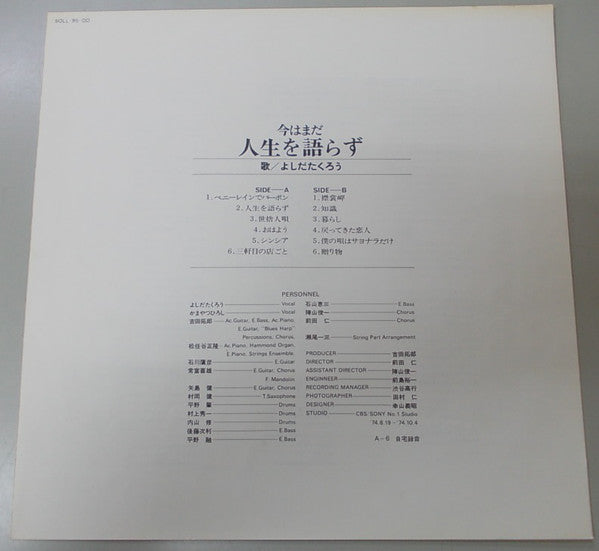 SOLL 95 OD
今はまだ
人生を語らず
歌/よしだたくろう
SIDE—A
1.ペニーレインでバーボン
2.人生を語らず
3.世捨人唄
4.おはよう
5.シンシア
6.三軒目の店ごと
SIDE—B
1.襟裳岬
2.知識
3.暮らし
4.戻ってきた恋人
5.僕の唄はサヨナラだけ
6.贈り物
PERSONNEL
よしだたくろう—Vocal
かまやつひろし—Vocal
吉田拓郎—Ac.Guitar, E.Bass, Ac.Piano,
E.Guitar, "Blues Harp"
Percussions, Chorus,
松任谷正隆—Ac.Piano, Hammond Organ,
E.Piano, Strings Ensemble,
石川鷹彦—E.Guitar
常富喜雄—E.Guitar, Chorus
F.Mandolin,
矢島 健—E.Guitar, Chorus
村岡 健—T.Saxophone
平野 肇—Drums
村上秀一—Drums
内山 修—Drums
後藤次利—E.Bass
平野 融—E.Bass
石山恵三—E.Bass
陣山俊一—Chorus
前田 仁—Chorus
瀬尾一三—String Part Arrangement
PRODUCER—吉田拓郎
DIRECTOR—前田 仁
ASSISTANT DIRECTOR—陣山俊一
ENGINNEER—前島裕一
RECORDING MANAGER—渋谷高行
PHOTOGRAPHER—田村 仁
DESIGNER—幸山義昭
STUDIO—CBS/SONY No.1 Studio
74.8.19~'74.10.4
A-6 自宅録音